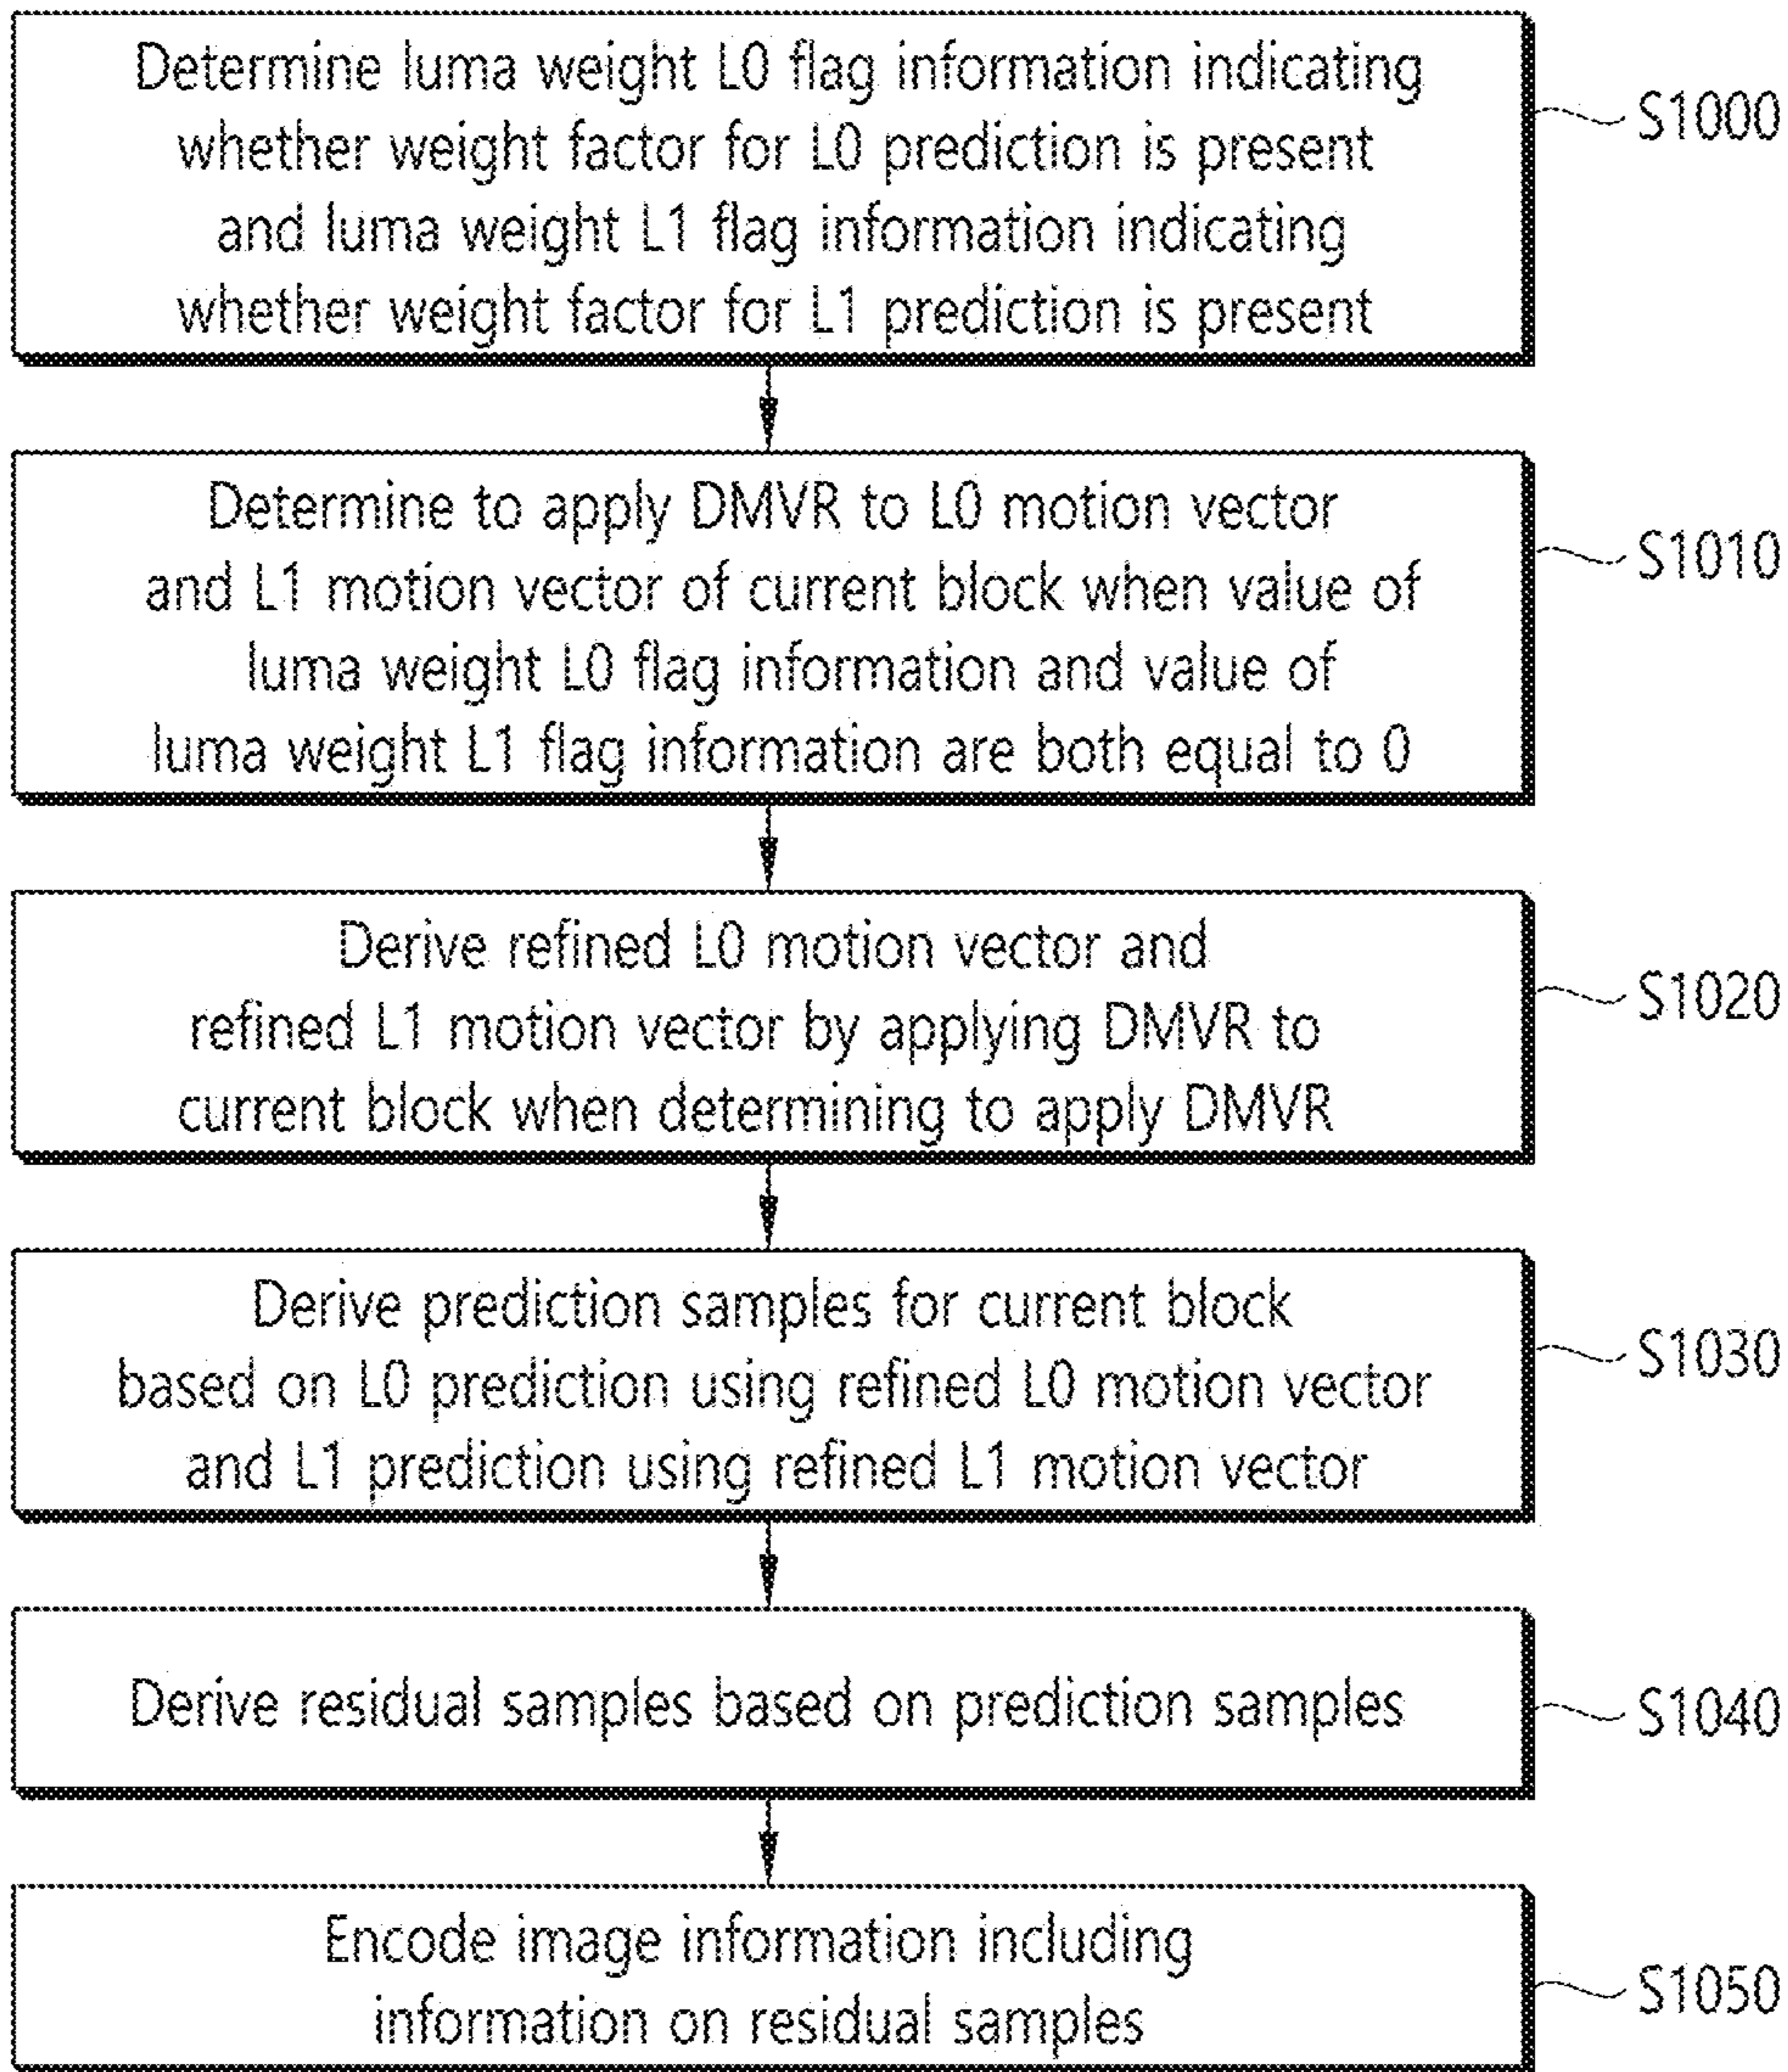 Determine luma weight L0 flag information indicating
whether weight factor for L0 prediction is present
and luma weight L1 flag information indicating
whether weight factor for L1 prediction is present
S1000
Determine to apply DMVR to L0 motion vector
and L1 motion vector of current block when value of
luma weight L0 flag information and value of
luma weight L1 flag information are both equal to 0
S1010
Derive refined L0 motion vector and
refined L1 motion vector by applying DMVR to
current block when determining to apply DMVR
S1020
Derive prediction samples for current block
based on L0 prediction using refined L0 motion vector
and L1 prediction using refined L1 motion vector
S1030
Derive residual samples based on prediction samples
S1040
Encode image information including
information on residual samples
S1050